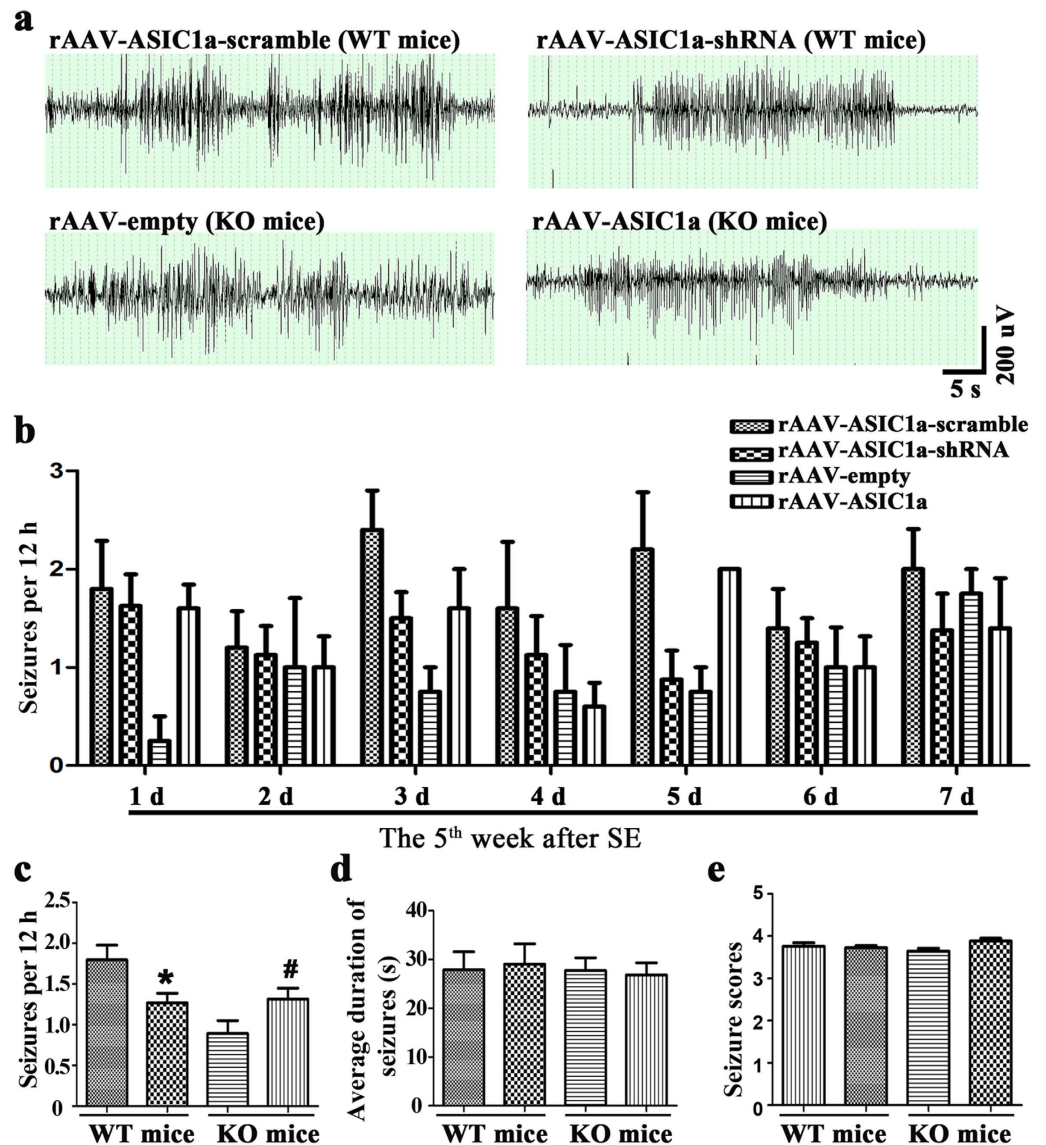 a
rAAV-ASIC1a-scramble (WT mice)
rAAV-ASIC1a-shRNA (WT mice)
rAAV-empty (KO mice)
rAAV-ASIC1a (KO mice)
200 uV
5 s
b
rAAV-ASIC1a-scramble
rAAV-ASIC1a-shRNA
rAAV-empty
rAAV-ASIC1a
Seizures per 12 h
3
2
1
0
1 d 2 d 3 d 4 d 5 d 6 d 7 d
The 5th week after SE
c
Seizures per 12 h
2.5
2.0
1.5
1.0
0.5
0
*
#
WT mice KO mice
d
Average duration of
seizures (s)
40
30
20
10
0
WT mice KO mice
e
Seizure scores
5
4
3
2
1
0
WT mice KO mice